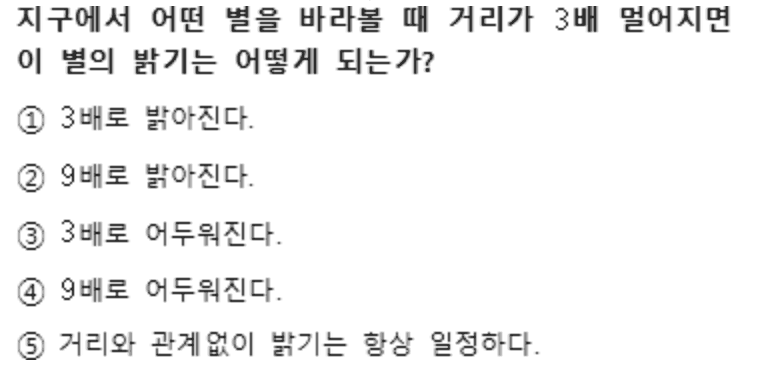 지구에서 어떤 별을 바라볼 때 거리가 3배 멀어지면
이 별의 밝기는 어떻게 되는가?
① 3배로 밝아진다.
② 9배로 밝아진다.
③ 3배로 어두워진다.
④ 9배로 어두워진다.
⑤ 거리와 관계없이 밝기는 항상 일정하다.